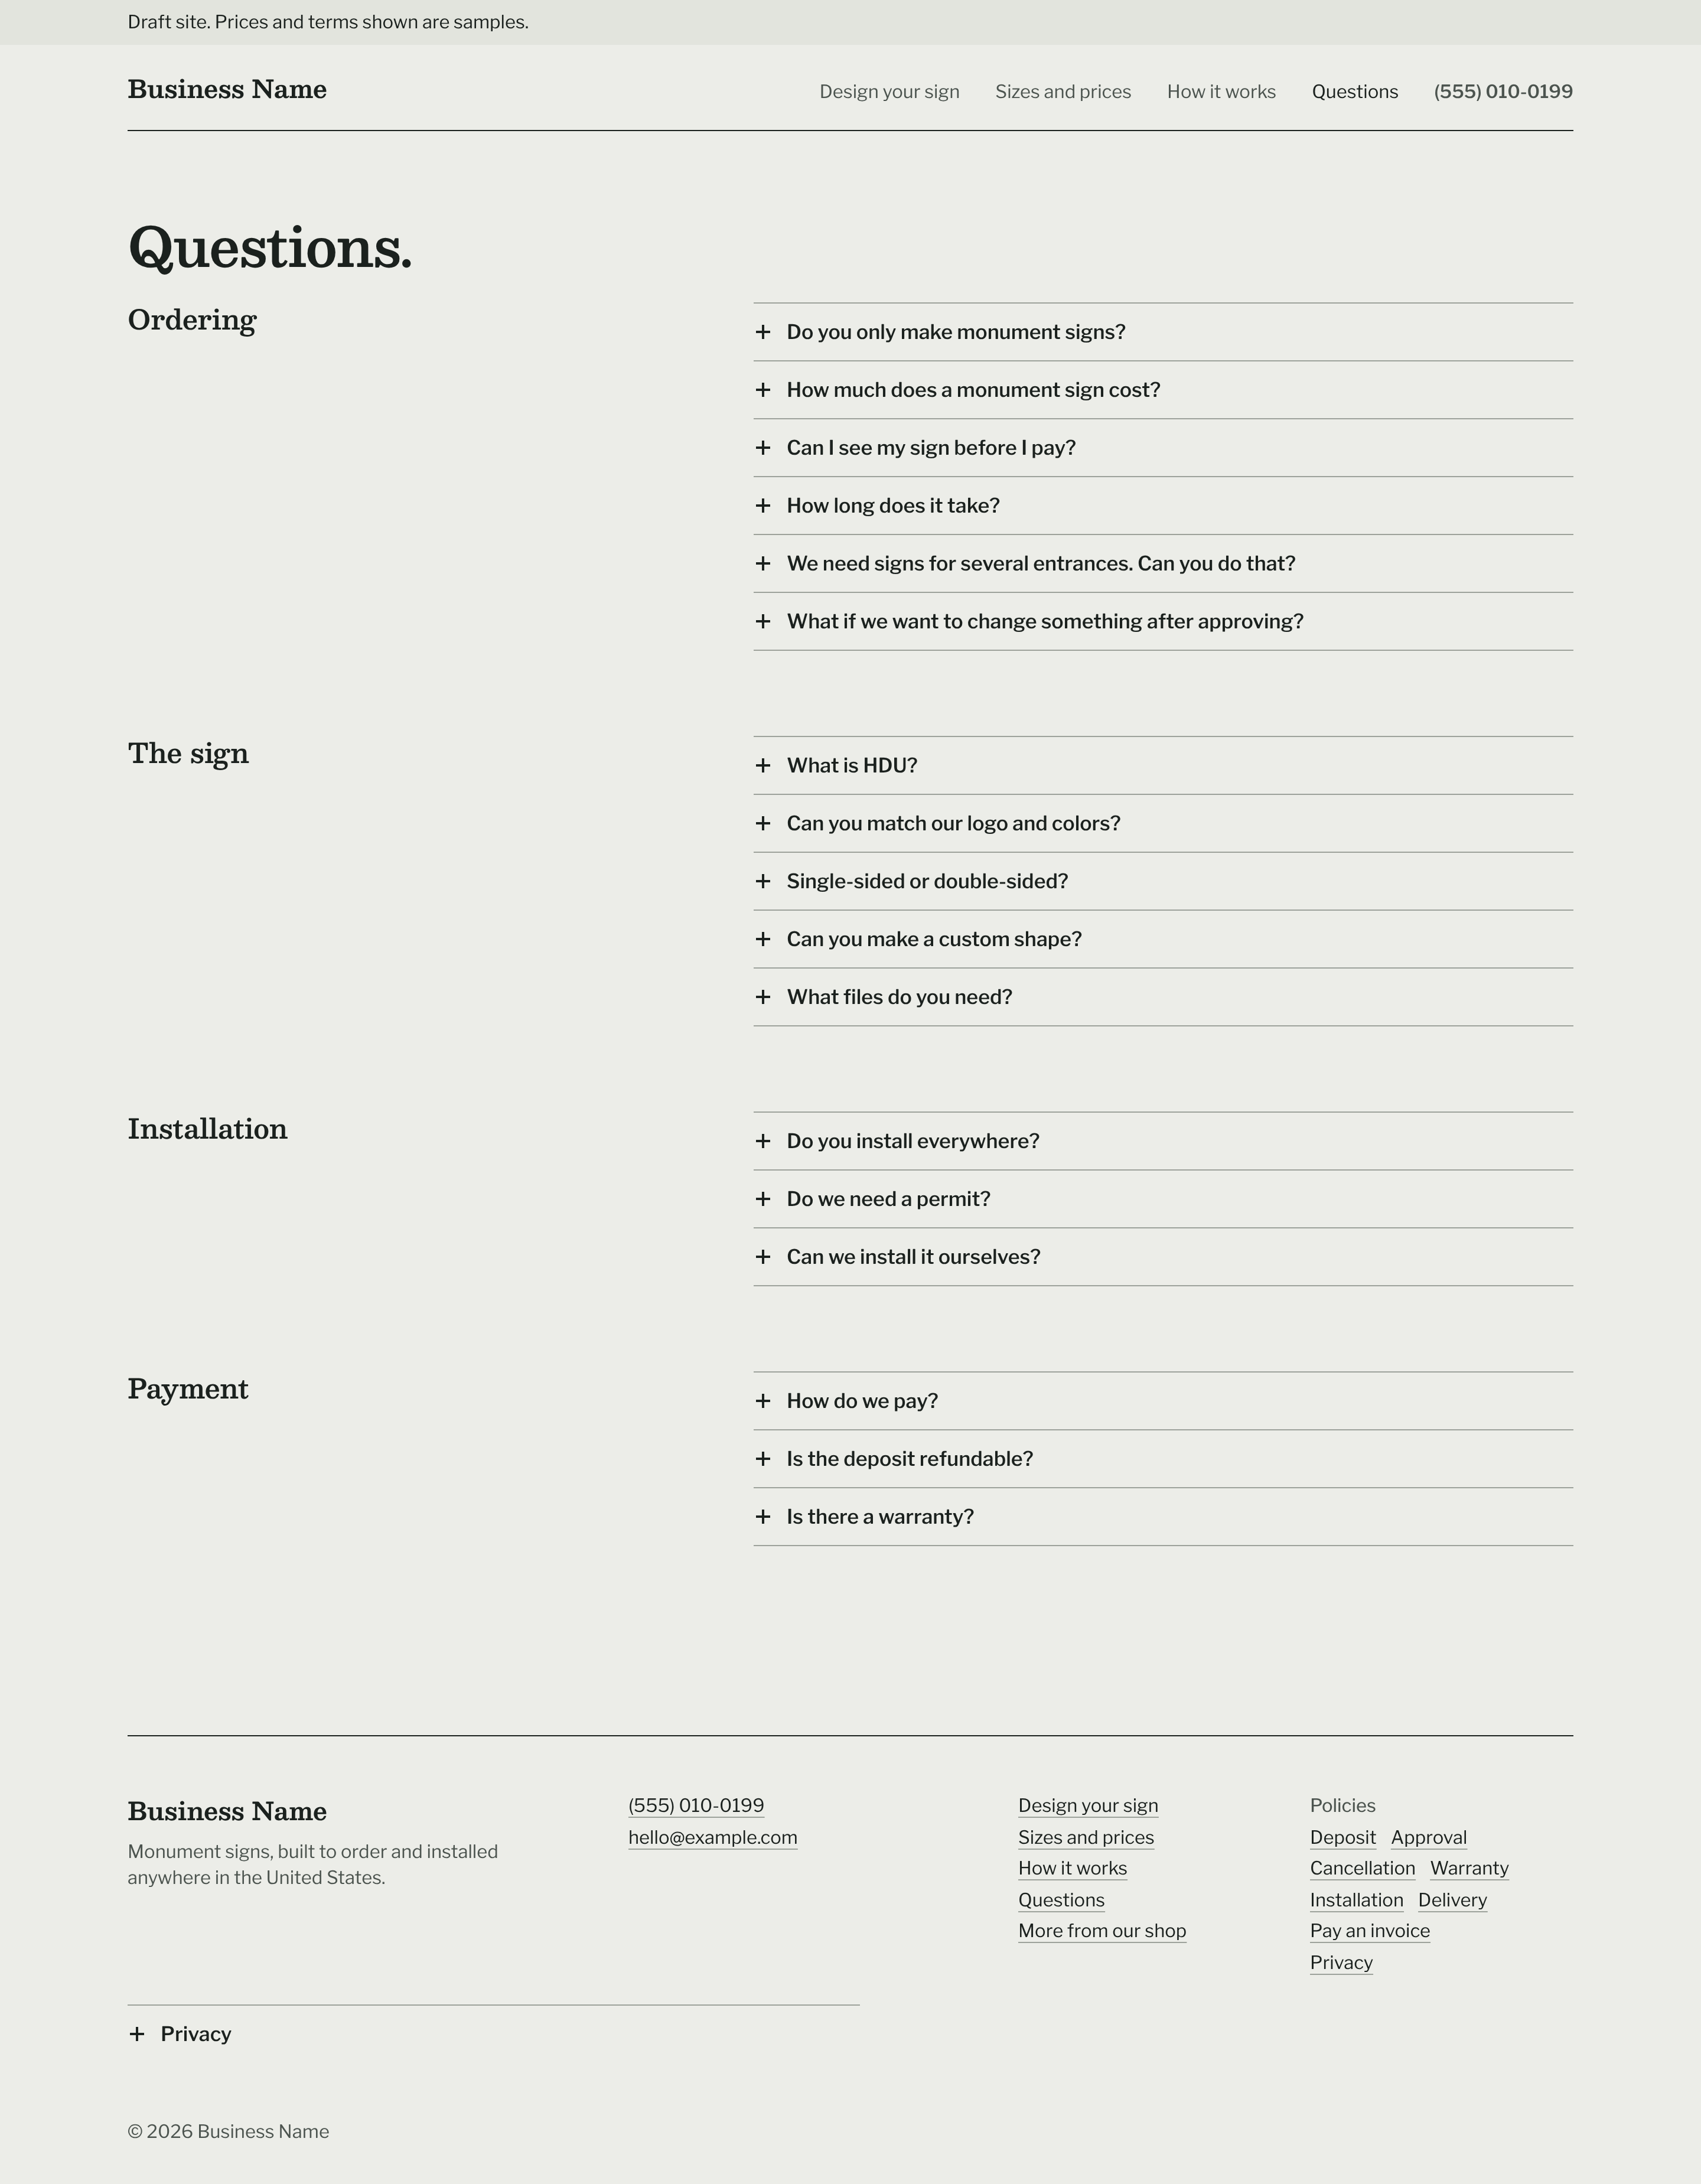 Draft site. Prices and terms shown are samples.
Business Name
Design your sign
Sizes and prices
How it works
Questions
(555) 010-0199
Questions.
Ordering
+ Do you only make monument signs?
+ How much does a monument sign cost?
+ Can I see my sign before I pay?
+ How long does it take?
+ We need signs for several entrances. Can you do that?
+ What if we want to change something after approving?
The sign
+ What is HDU?
+ Can you match our logo and colors?
+ Single-sided or double-sided?
+ Can you make a custom shape?
+ What files do you need?
Installation
+ Do you install everywhere?
+ Do we need a permit?
+ Can we install it ourselves?
Payment
+ How do we pay?
+ Is the deposit refundable?
+ Is there a warranty?
Business Name
Monument signs, built to order and installed
anywhere in the United States.
(555) 010-0199
hello@example.com
Design your sign
Sizes and prices
How it works
Questions
More from our shop
Policies
Deposit Approval
Cancellation Warranty
Installation Delivery
Pay an invoice
Privacy
+ Privacy
© 2026 Business Name